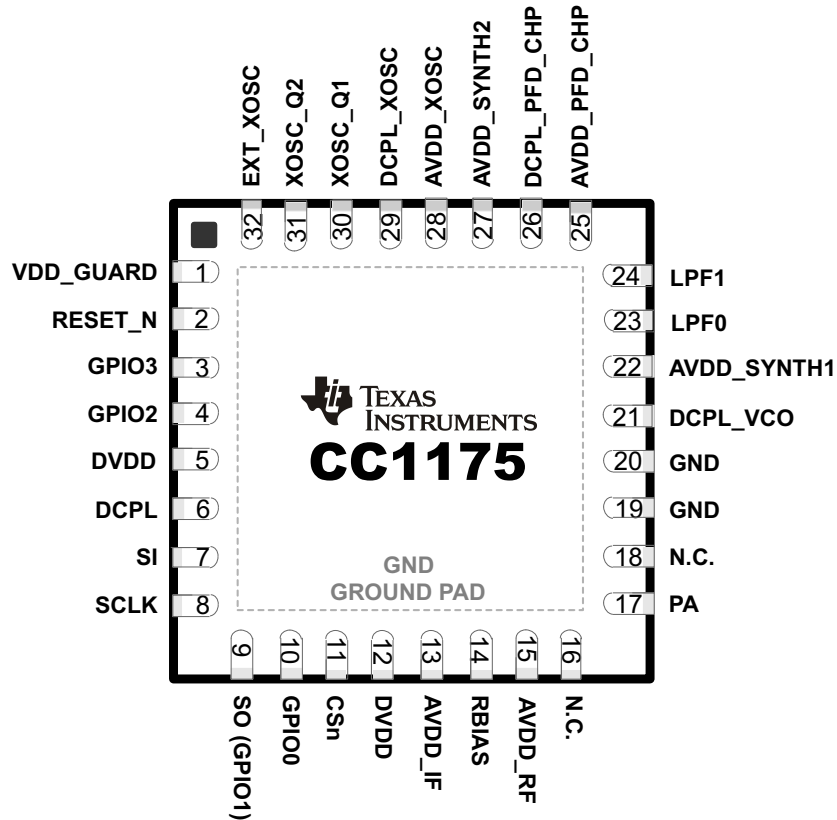 EXT_XOSC
XOSC_Q2
XOSC_Q1
DCPL_XOSC
AVDD_XOSC
AVDD_SYNTH2
DCPL_PFD_CHP
AVDD_PFD_CHP
32
31
30
29
28
27
26
25
VDD_GUARD 1
RESET_N 2
GPIO3 3
GPIO2 4
DVDD 5
DCPL 6
SI 7
SCLK 8
24 LPF1
23 LPF0
22 AVDD_SYNTH1
21 DCPL_VCO
20 GND
19 GND
18 N.C.
17 PA
TEXAS
INSTRUMENTS
CC1175
GND
GROUND PAD
9
10
11
12
13
14
15
16
SO (GPIO1)
GPIO0
CSn
DVDD
AVDD_IF
RBIAS
AVDD_RF
N.C.